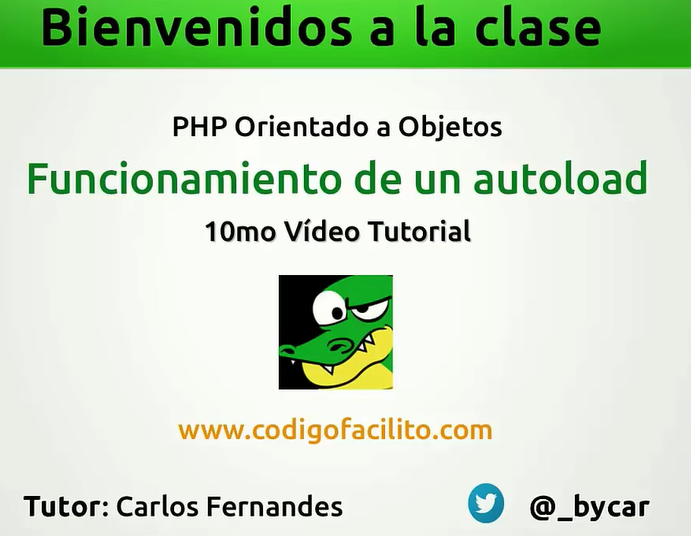 Bienvenidos a la clase
PHP Orientado a Objetos
Funcionamiento de un autoload
10mo Vídeo Tutorial
www.codigofacilito.com
Tutor: Carlos Fernandes
@_bycar